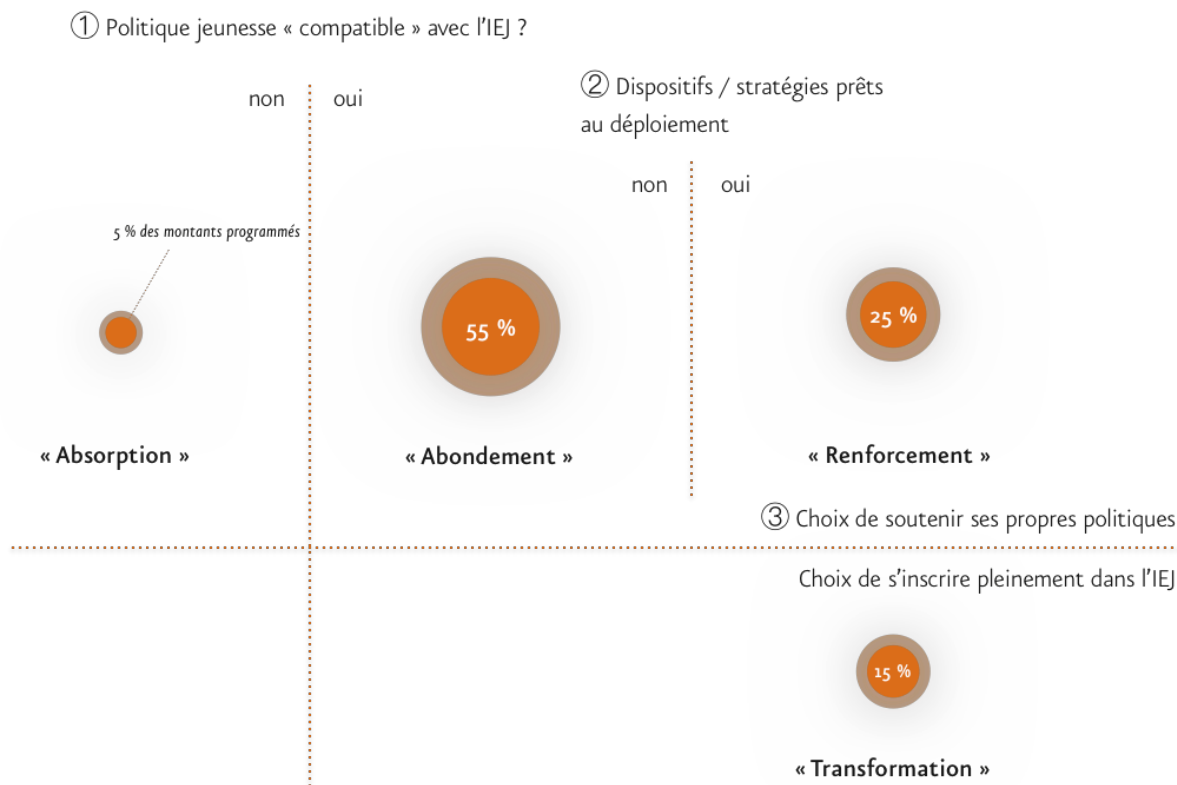 ① Politique jeunesse « compatible » avec l'IEJ ?
non
oui
② Dispositifs / stratégies prêts
au déploiement
non
oui
5 % des montants programmés
55 %
25 %
« Absorption »
« Abondement »
« Renforcement »
③ Choix de soutenir ses propres politiques
Choix de s'inscrire pleinement dans l'IEJ
15 %
« Transformation »